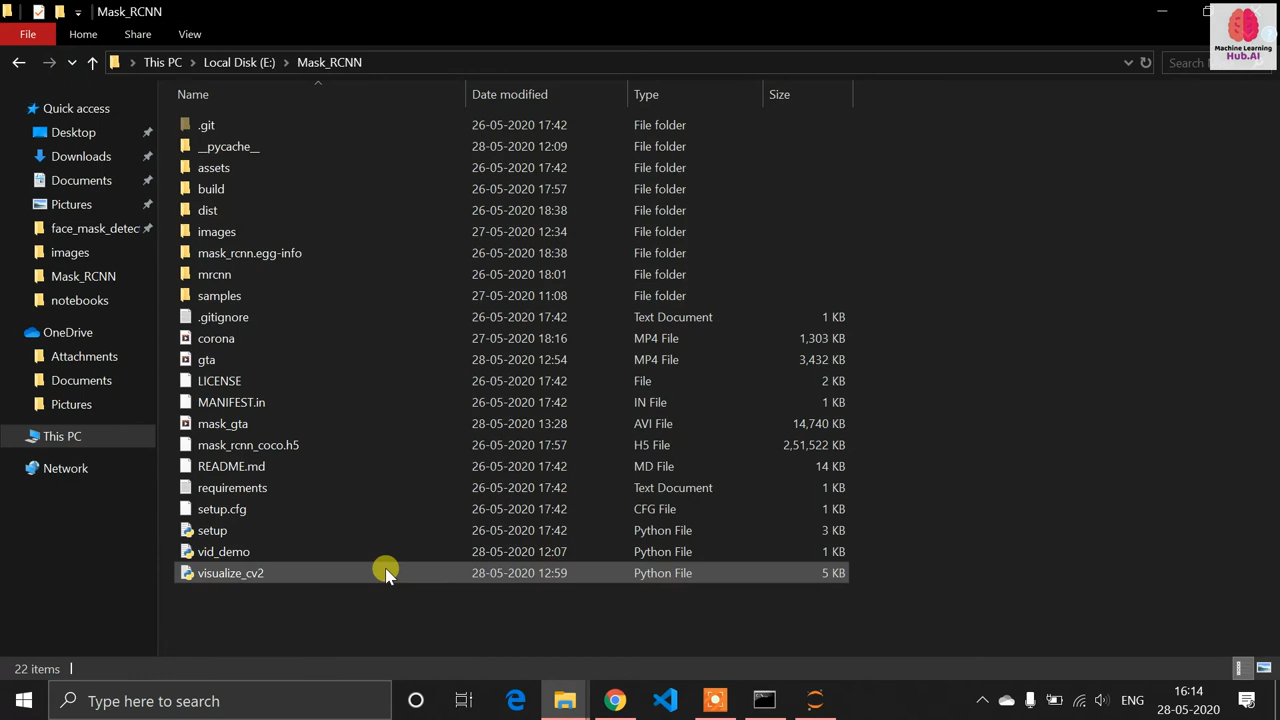 Mask_RCNN
File Home Share View
This PC Local Disk (E:) Mask_RCNN
Search
Machine Learning
Hub.AI
Quick access
Desktop
Downloads
Documents
Pictures
face_mask_detec
images
Mask_RCNN
notebooks
OneDrive
Attachments
Documents
Pictures
This PC
Network
Name Date modified Type Size
.git 26-05-2020 17:42 File folder
__pycache__ 28-05-2020 12:09 File folder
assets 26-05-2020 17:42 File folder
build 26-05-2020 17:57 File folder
dist 26-05-2020 18:38 File folder
images 27-05-2020 12:34 File folder
mask_rcnn.egg-info 26-05-2020 18:38 File folder
mrcnn 26-05-2020 18:01 File folder
samples 27-05-2020 11:08 File folder
.gitignore 26-05-2020 17:42 Text Document 1 KB
corona 27-05-2020 18:16 MP4 File 1,303 KB
gta 28-05-2020 12:54 MP4 File 3,432 KB
LICENSE 26-05-2020 17:42 File 2 KB
MANIFEST.in 26-05-2020 17:42 IN File 1 KB
mask_gta 28-05-2020 13:28 AVI File 14,740 KB
mask_rcnn_coco.h5 26-05-2020 17:57 H5 File 2,51,522 KB
README.md 26-05-2020 17:42 MD File 14 KB
requirements 26-05-2020 17:42 Text Document 1 KB
setup.cfg 26-05-2020 17:42 CFG File 1 KB
setup 26-05-2020 17:42 Python File 3 KB
vid_demo 28-05-2020 12:07 Python File 1 KB
visualize_cv2 28-05-2020 12:59 Python File 5 KB
22 items
Type here to search
ENG
16:14
28-05-2020